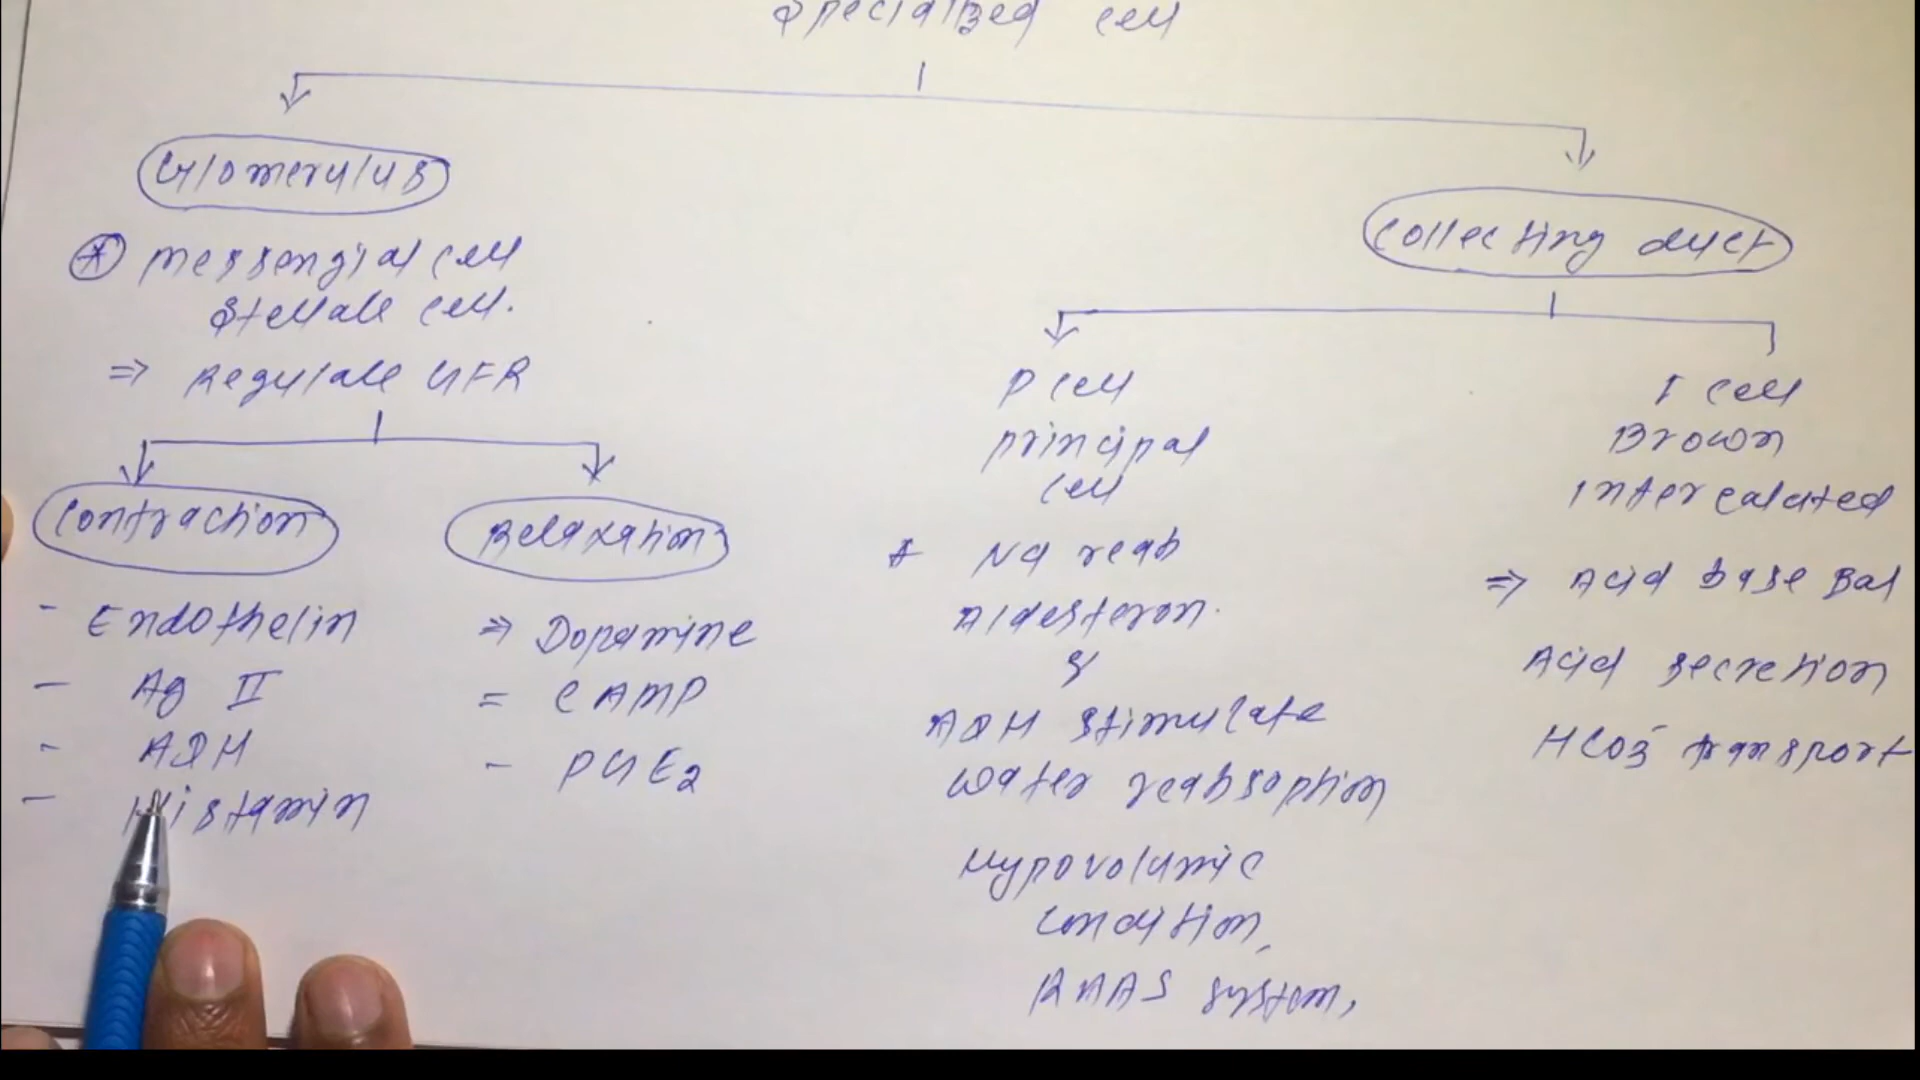 Specialized cell
Glomerulus
* Messengial cell
Stellate cell.
⇒ Regulate GFR
Contraction
- Endothelin
- Ag II
- ADH
- Histamin
Relaxation
⇒ Dopamine
= CAMP
- PGE2
Collecting duct
P cell
principal
cell
* Na reab
Aldesteron.
&
ADH stimulate
water reabsoption
Hypovolumic
condition,
RAAS system,
I cell
Brown
Intercalated
⇒ Acid base Bal
Acid secretion
HCO3- transport